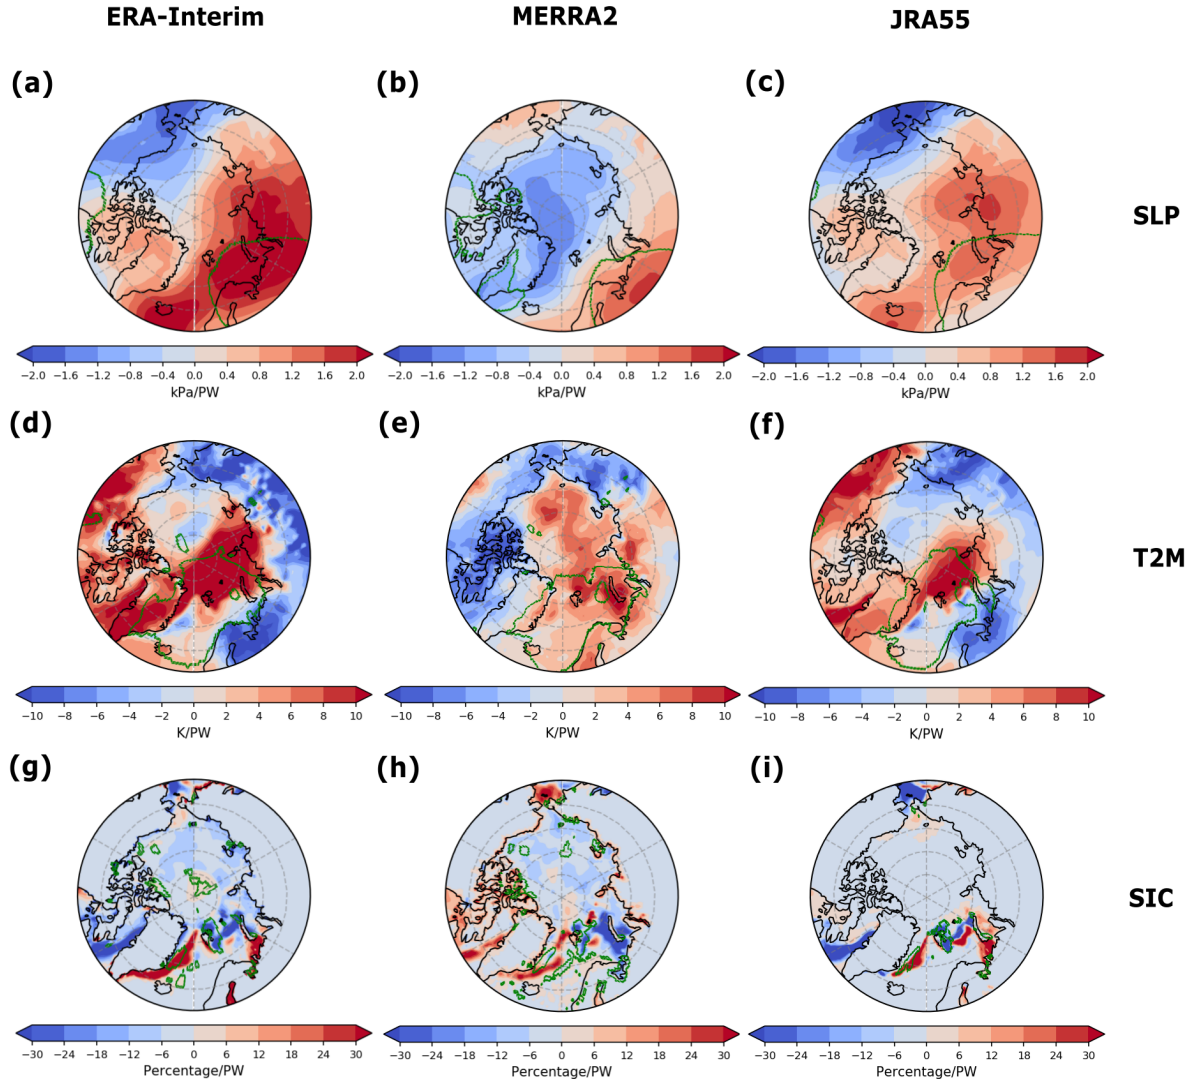 ERA-Interim MERRA2 JRA55
(a) (b) (c)
SLP
−2.0 −1.6 −1.2 −0.8 −0.4 0.0 0.4 0.8 1.2 1.6 2.0
kPa/PW
−2.0 −1.6 −1.2 −0.8 −0.4 0.0 0.4 0.8 1.2 1.6 2.0
kPa/PW
−2.0 −1.6 −1.2 −0.8 −0.4 0.0 0.4 0.8 1.2 1.6 2.0
kPa/PW
(d) (e) (f)
T2M
−10 −8 −6 −4 −2 0 2 4 6 8 10
K/PW
−10 −8 −6 −4 −2 0 2 4 6 8 10
K/PW
−10 −8 −6 −4 −2 0 2 4 6 8 10
K/PW
(g) (h) (i)
SIC
−30 −24 −18 −12 −6 0 6 12 18 24 30
Percentage/PW
−30 −24 −18 −12 −6 0 6 12 18 24 30
Percentage/PW
−30 −24 −18 −12 −6 0 6 12 18 24 30
Percentage/PW